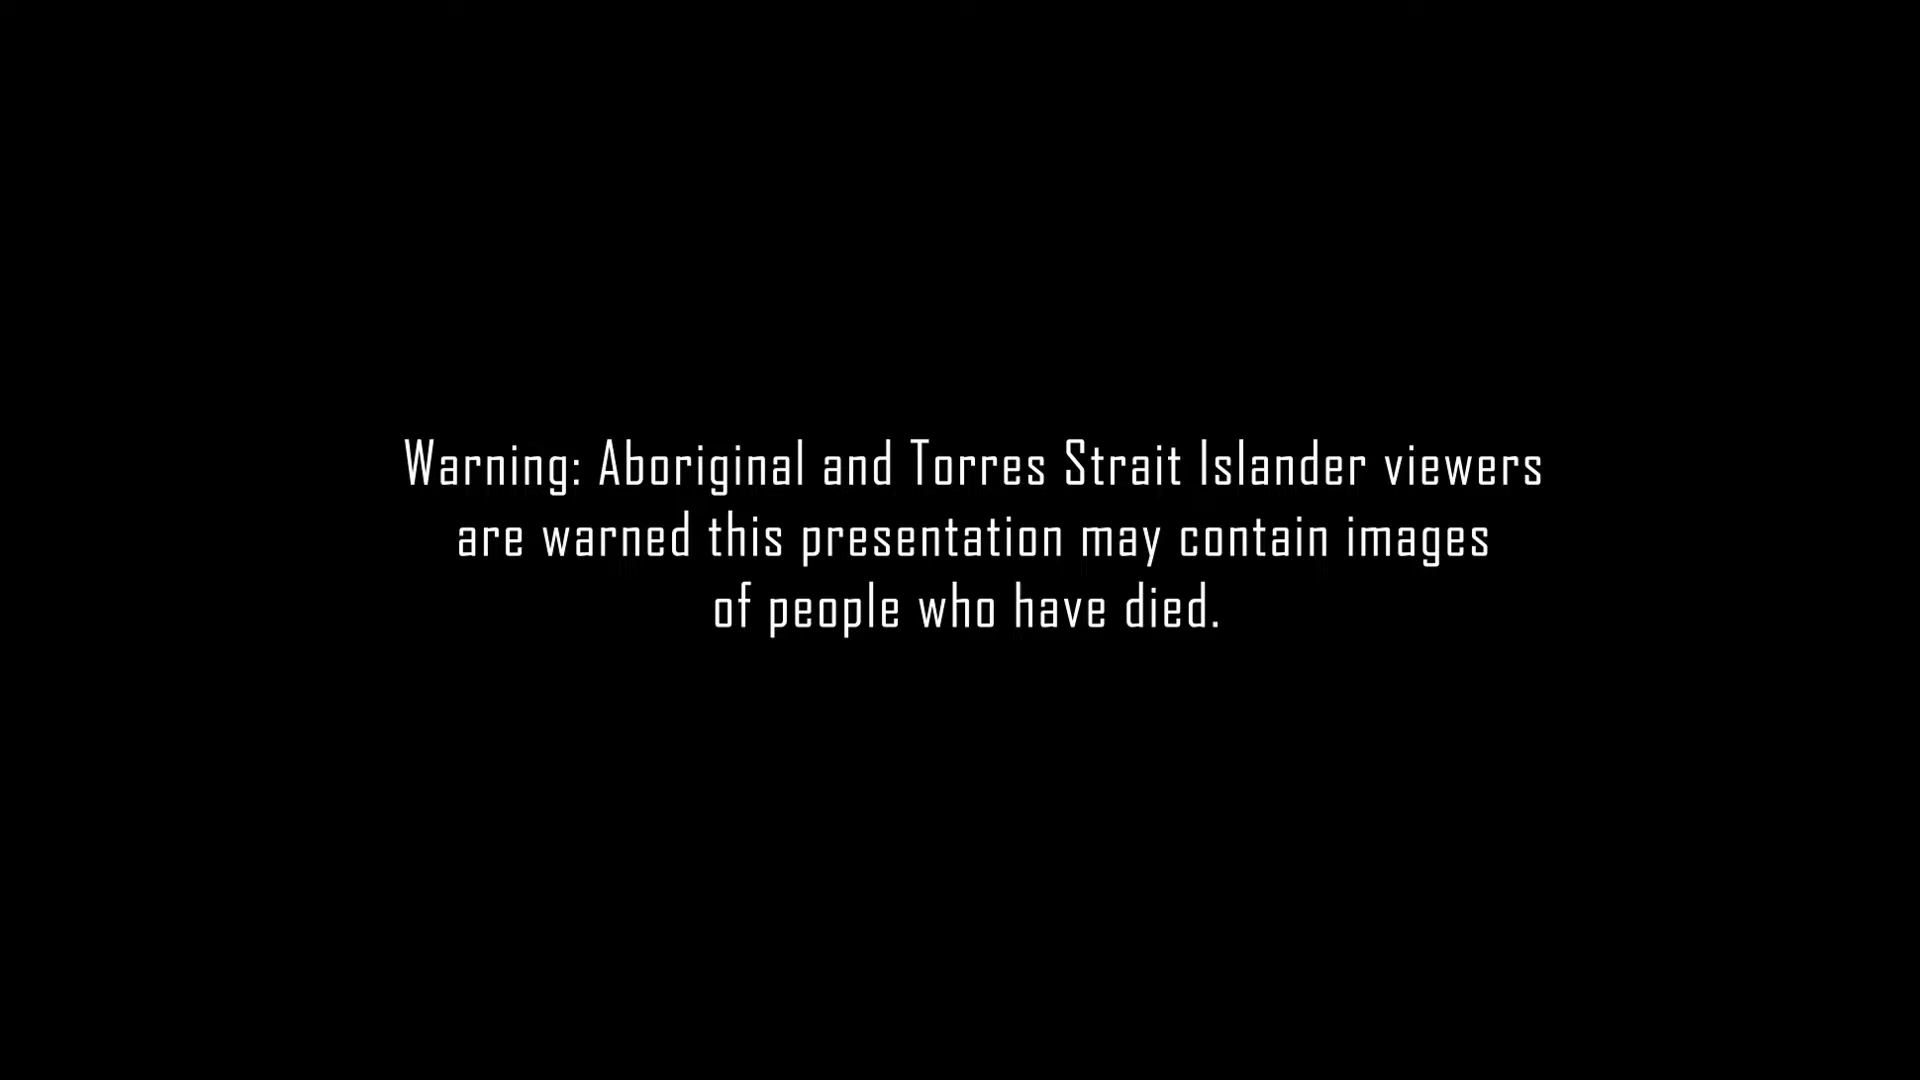 Warning: Aboriginal and Torres Strait Islander viewers
are warned this presentation may contain images
of people who have died.